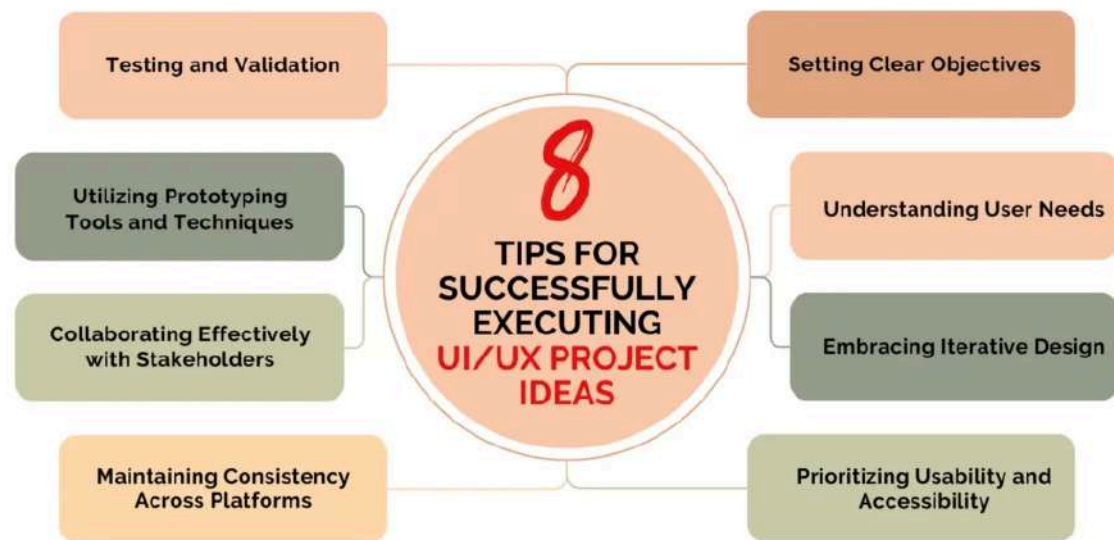 8
TIPS FOR
SUCCESSFULLY
EXECUTING
UI/UX PROJECT
IDEAS
Setting Clear Objectives
Understanding User Needs
Embracing Iterative Design
Prioritizing Usability and
Accessibility
Testing and Validation
Utilizing Prototyping
Tools and Techniques
Collaborating Effectively
with Stakeholders
Maintaining Consistency
Across Platforms